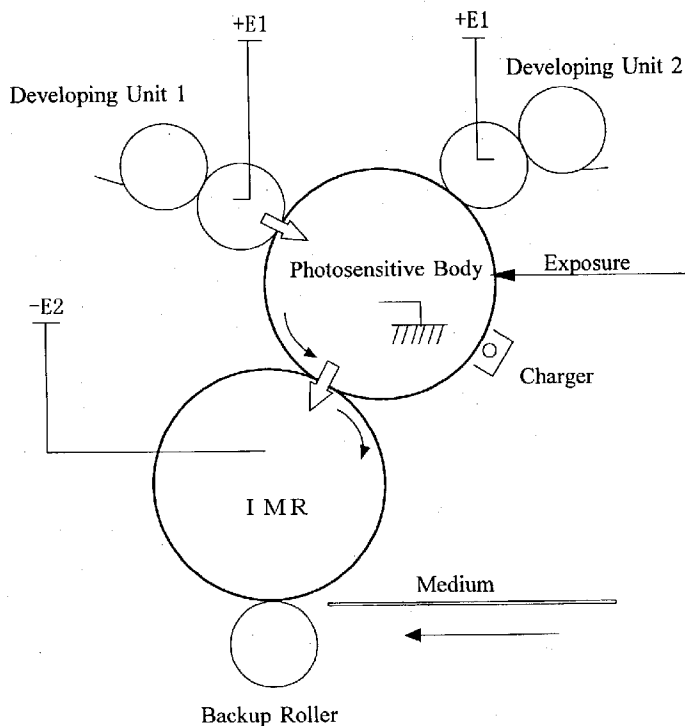 +E1
+E1
Developing Unit 1
Developing Unit 2
Photosensitive Body
Exposure
-E2
Charger
IMR
Medium
Backup Roller